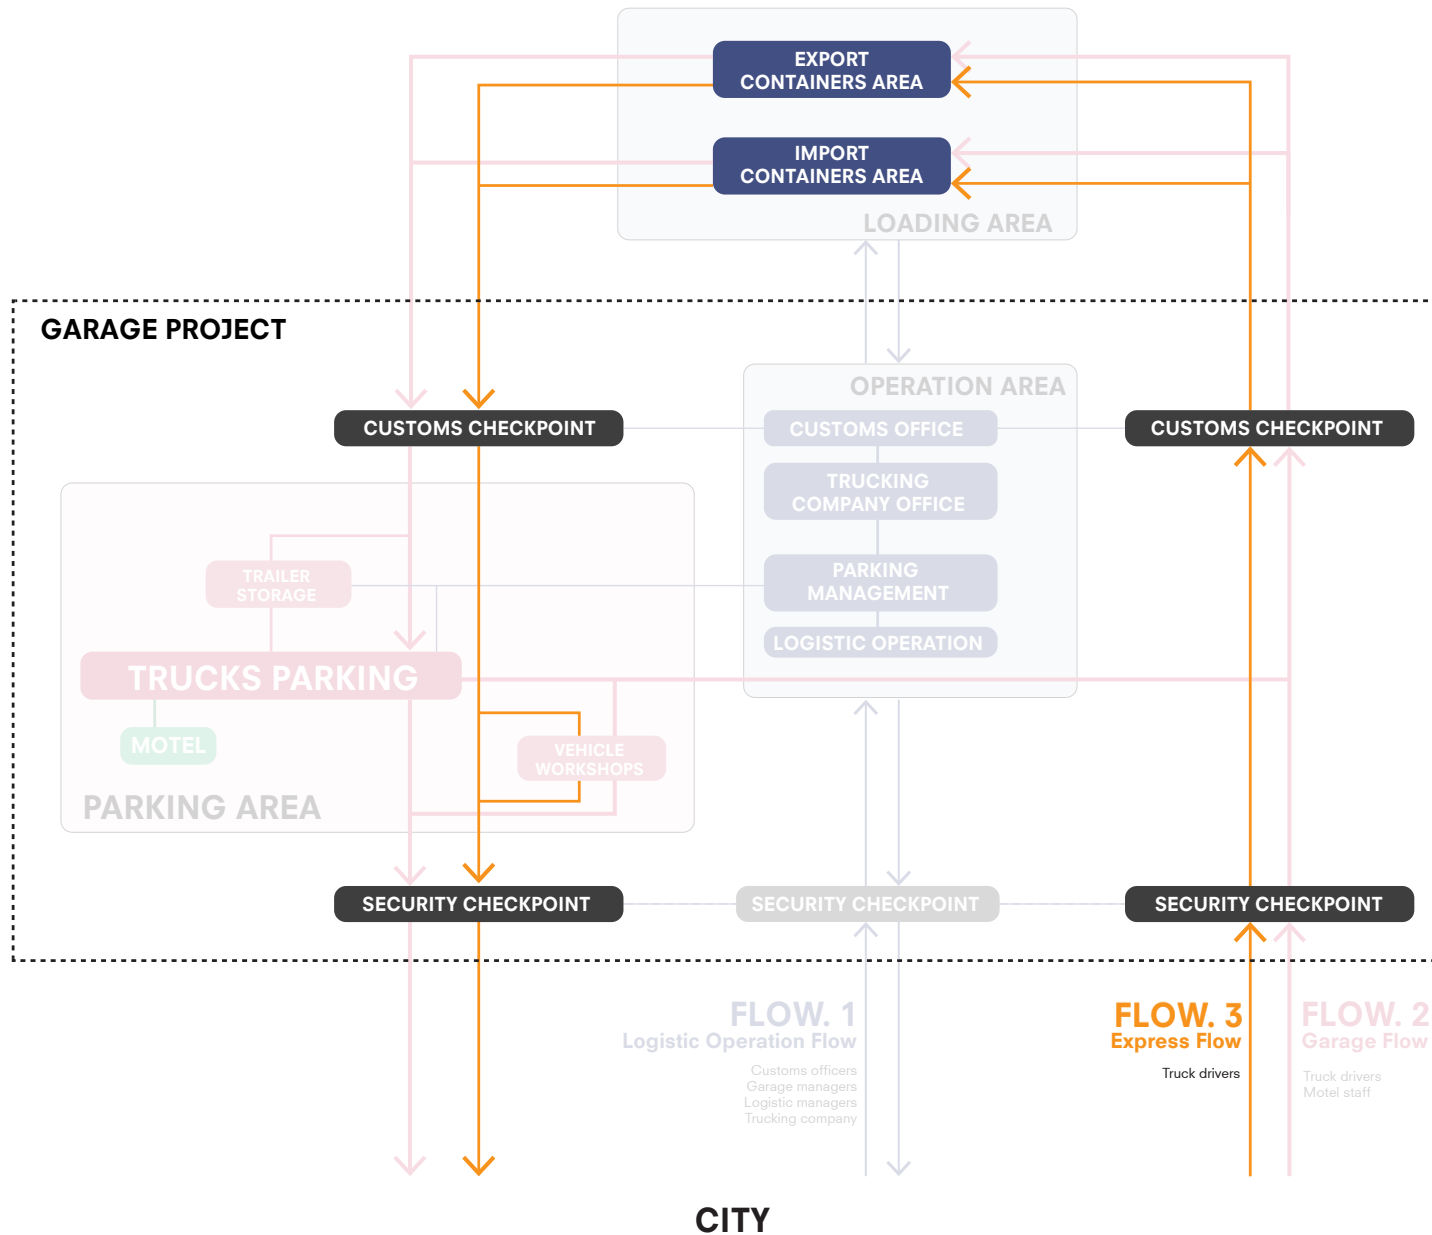 EXPORT
CONTAINERS AREA
IMPORT
CONTAINERS AREA
LOADING AREA
GARAGE PROJECT
OPERATION AREA
CUSTOMS CHECKPOINT
CUSTOMS OFFICE
CUSTOMS CHECKPOINT
TRUCKING
COMPANY OFFICE
TRAILER
STORAGE
PARKING
MANAGEMENT
LOGISTIC OPERATION
TRUCKS PARKING
MOTEL
VEHICLE
WORKSHOPS
PARKING AREA
SECURITY CHECKPOINT
SECURITY CHECKPOINT
SECURITY CHECKPOINT
FLOW. 1
Logistic Operation Flow
Customs officers
Garage managers
Logistic managers
Trucking company
FLOW. 3
Express Flow
Truck drivers
FLOW. 2
Garage Flow
Truck drivers
Motel staff
CITY